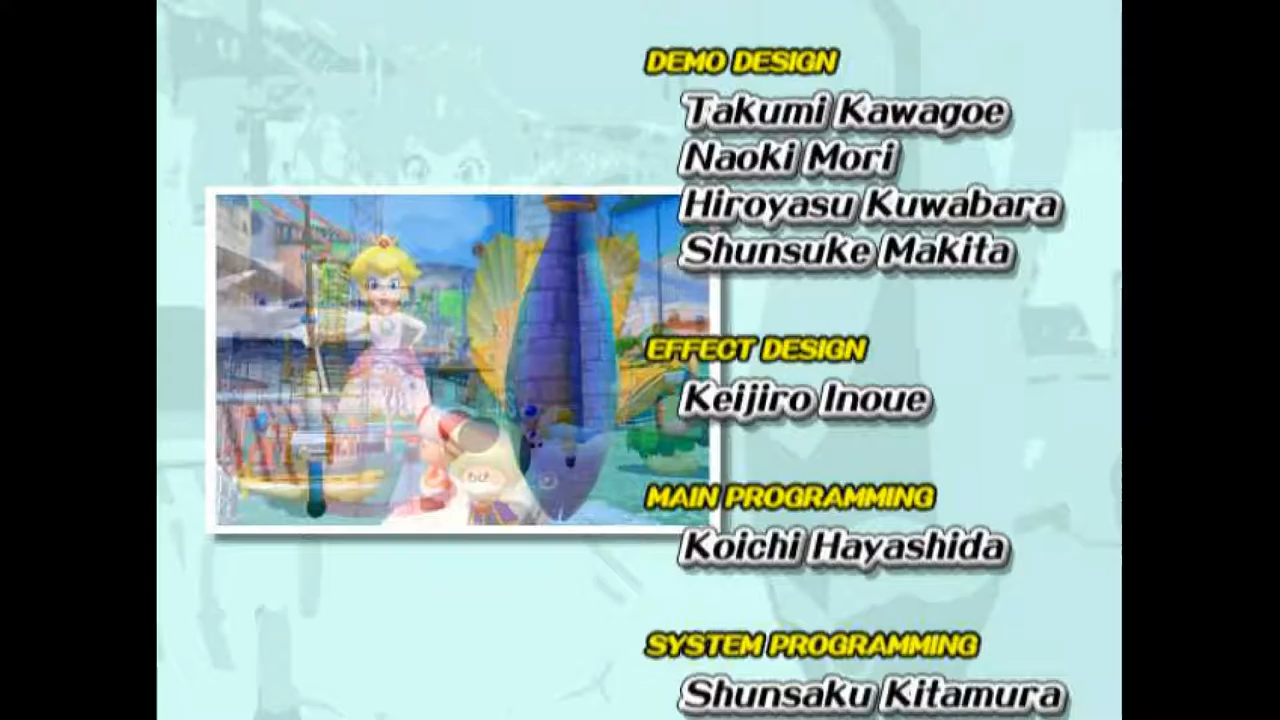 DEMO DESIGN
Takumi Kawagoe
Naoki Mori
Hiroyasu Kuwabara
Shunsuke Makita
EFFECT DESIGN
Keijiro Inoue
MAIN PROGRAMMING
Koichi Hayashida
SYSTEM PROGRAMMING
Shunsaku Kitamura